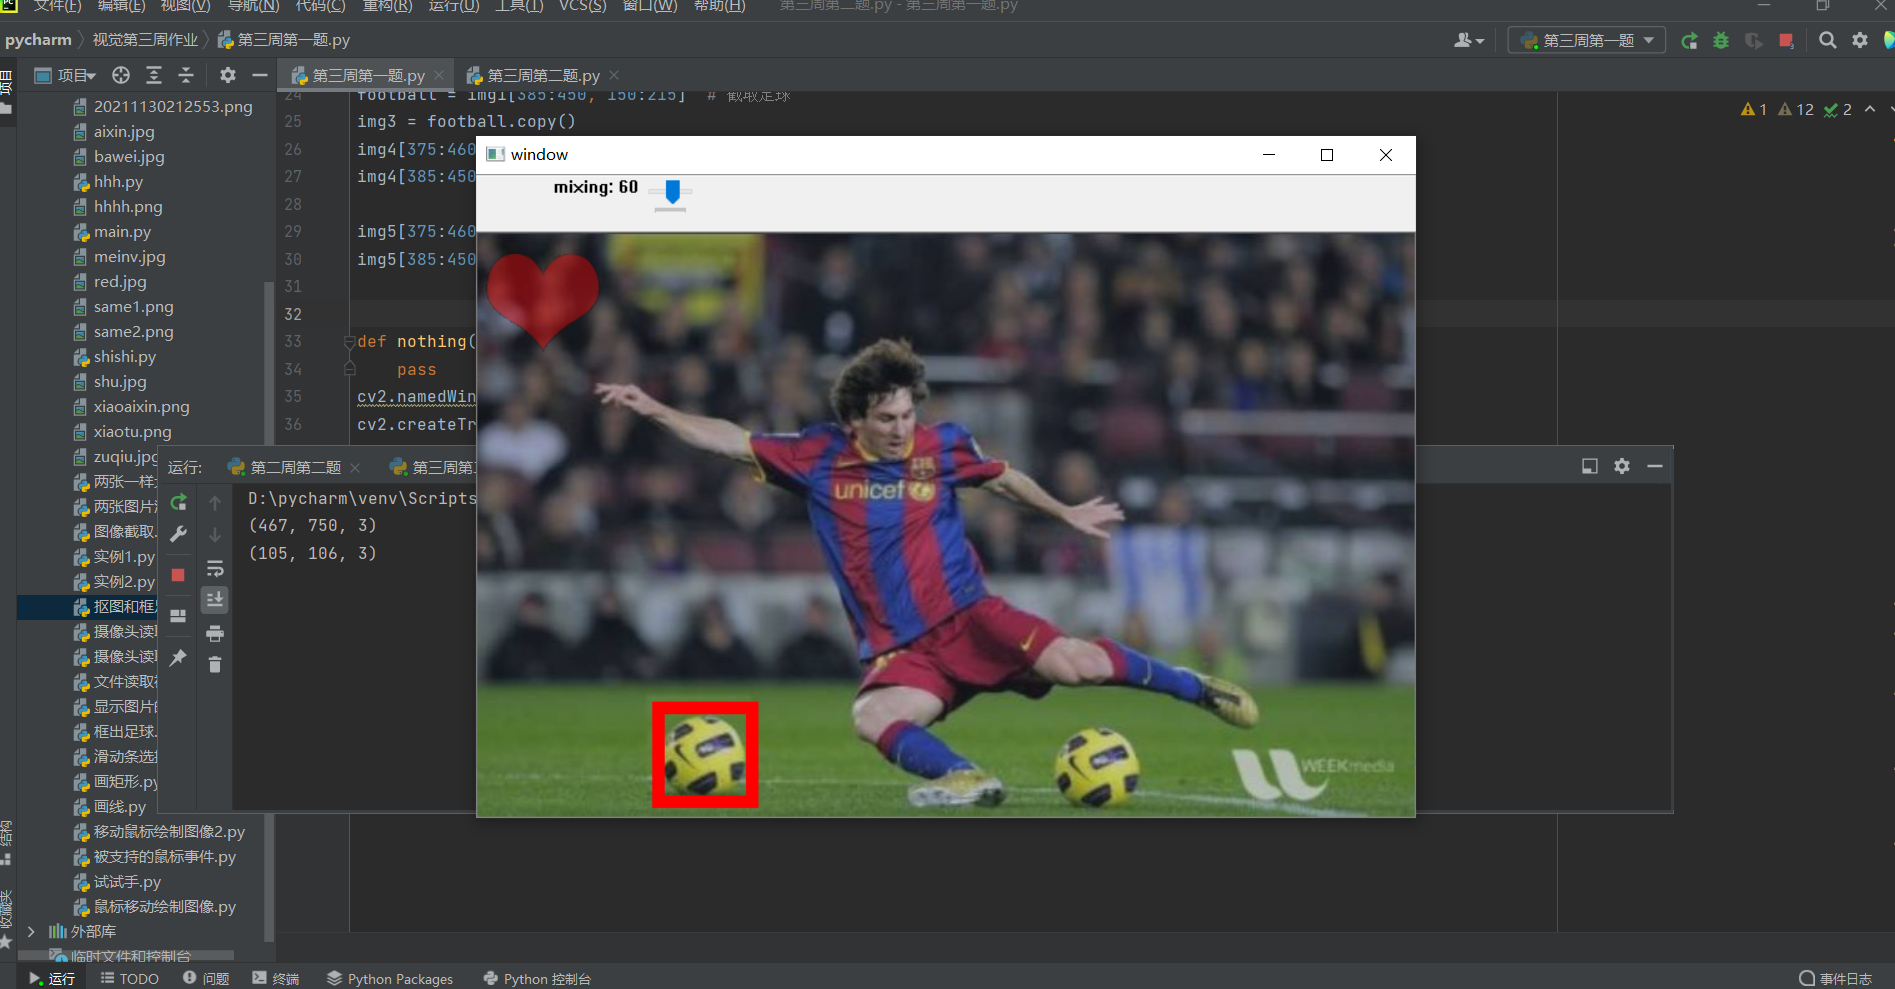 文件(F) 编辑(E) 视图(V) 导航(N) 代码(C) 重构(R) 运行(U) 工具(T) VCS(S) 窗口(W) 帮助(H) 第三周第二题.py - 第三周第一题.py
pycharm 视觉第三周作业 第三周第一题.py
第三周第一题
项目
项目
第三周第一题.py
第三周第二题.py
1 12 2
20211130212553.png
aixin.jpg
bawei.jpg
hhh.py
hhhh.png
main.py
meinv.jpg
red.jpg
same1.png
same2.png
shishi.py
shu.jpg
xiaoaixin.png
xiaotu.png
zuqiu.jpg
两张一样
两张图片
图像截取.
实例1.py
实例2.py
抠图和框
摄像头读
摄像头读
文件读取
显示图片
框出足球.
滑动条选
画矩形.py
画线.py
移动鼠标绘制图像2.py
被支持的鼠标事件.py
试试手.py
鼠标移动绘制图像.py
外部库
临时文件和控制台
24 football = img1[385:450, 150:215] # 截取足球
25 img3 = football.copy()
26 img4[375:460
27 img4[385:450
28
29 img5[375:460
30 img5[385:450
31
32
33 def nothing(
34 pass
35 cv2.namedWin
36 cv2.createTr
window
mixing: 60
unicef
WEEKmedia
运行: 第二周第二题 第三周第
D:\pycharm\venv\Scripts
(467, 750, 3)
(105, 106, 3)
结构
收藏夹
运行 TODO 问题 终端 Python Packages Python 控制台 事件日志